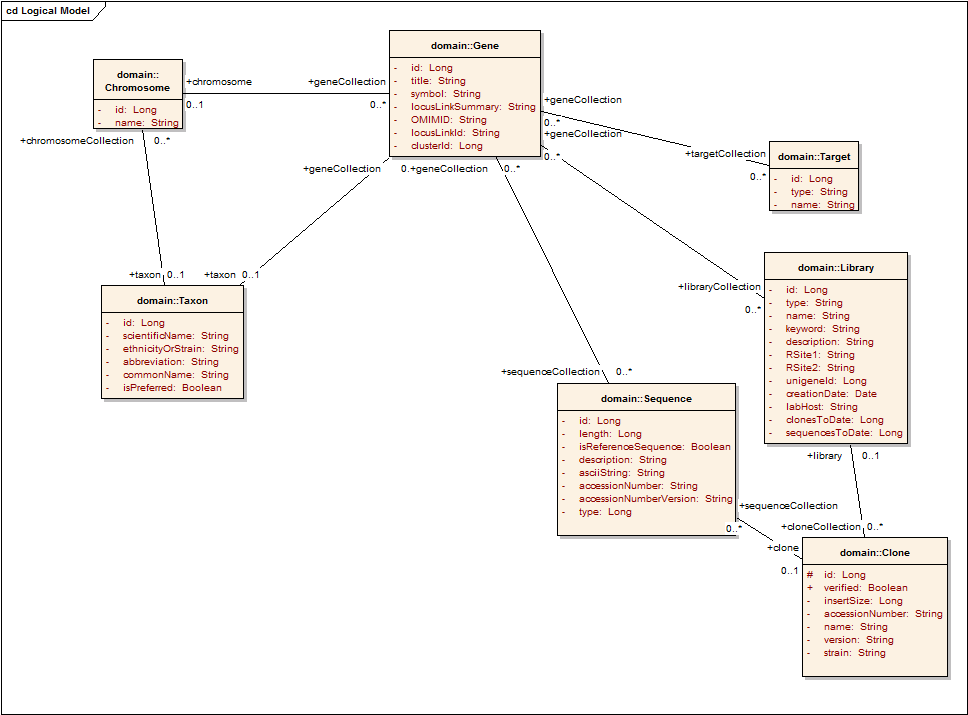 cd Logical Model
domain::
Chromosome
- id: Long
- name: String
+chromosome
0..1
+geneCollection
0..*
domain::Gene
- id: Long
- title: String
- symbol: String
- locusLinkSummary: String
- OMIMID: String
- locusLinkId: String
- clusterId: Long
+geneCollection
0..*
+geneCollection
0..*
+targetCollection
0..*
domain::Target
- id: Long
- type: String
- name: String
+chromosomeCollection 0..*
+geneCollection 0..+geneCollection 0..*
+taxon 0..1
+taxon 0..1
domain::Taxon
- id: Long
- scientificName: String
- ethnicityOrStrain: String
- abbreviation: String
- commonName: String
- isPreferred: Boolean
+libraryCollection
0..*
domain::Library
- id: Long
- type: String
- name: String
- keyword: String
- description: String
- RSite1: String
- RSite2: String
- unigeneId: Long
- creationDate: Date
- labHost: String
- clonesToDate: Long
- sequencesToDate: Long
+sequenceCollection 0..*
domain::Sequence
- id: Long
- length: Long
- isReferenceSequence: Boolean
- description: String
- asciiString: String
- accessionNumber: String
- accessionNumberVersion: String
- type: Long
+library 0..1
+sequenceCollection
0..*
+cloneCollection 0..*
+clone
0..1
domain::Clone
# id: Long
+ verified: Boolean
- insertSize: Long
- accessionNumber: String
- name: String
- version: String
- strain: String